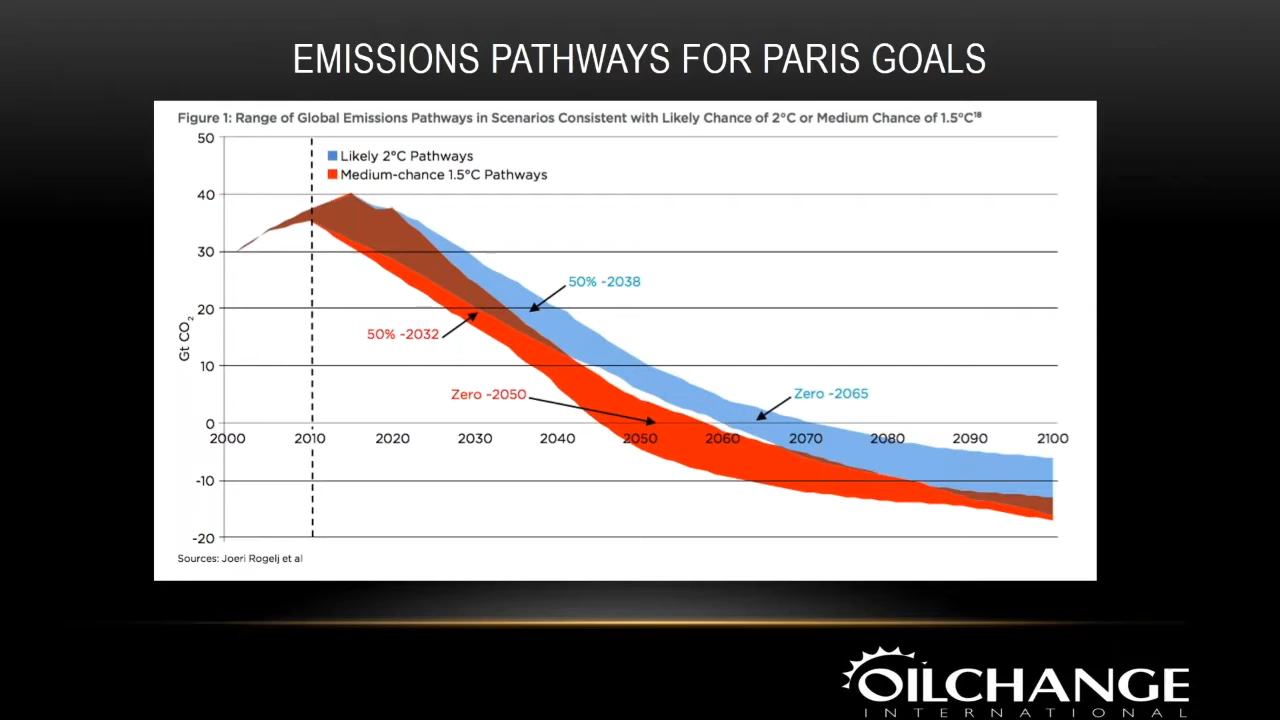 EMISSIONS PATHWAYS FOR PARIS GOALS
Figure 1: Range of Global Emissions Pathways in Scenarios Consistent with Likely Chance of 2°C or Medium Chance of 1.5°C¹⁸
50
Likely 2°C Pathways
Medium-chance 1.5°C Pathways
40
30
50% -2038
20
50% -2032
Gt CO₂
10
Zero -2050
Zero -2065
0
2000 2010 2020 2030 2040 2050 2060 2070 2080 2090 2100
-10
-20
Sources: Joeri Rogelj et al
OILCHANGE
INTERNATIONAL